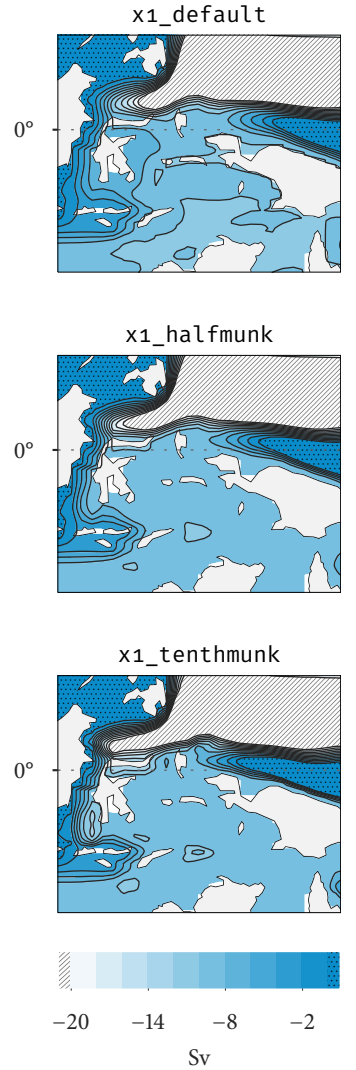 x1_default
0°
x1_halfmunk
0°
x1_tenthmunk
0°
−20 −14 −8 −2
Sv